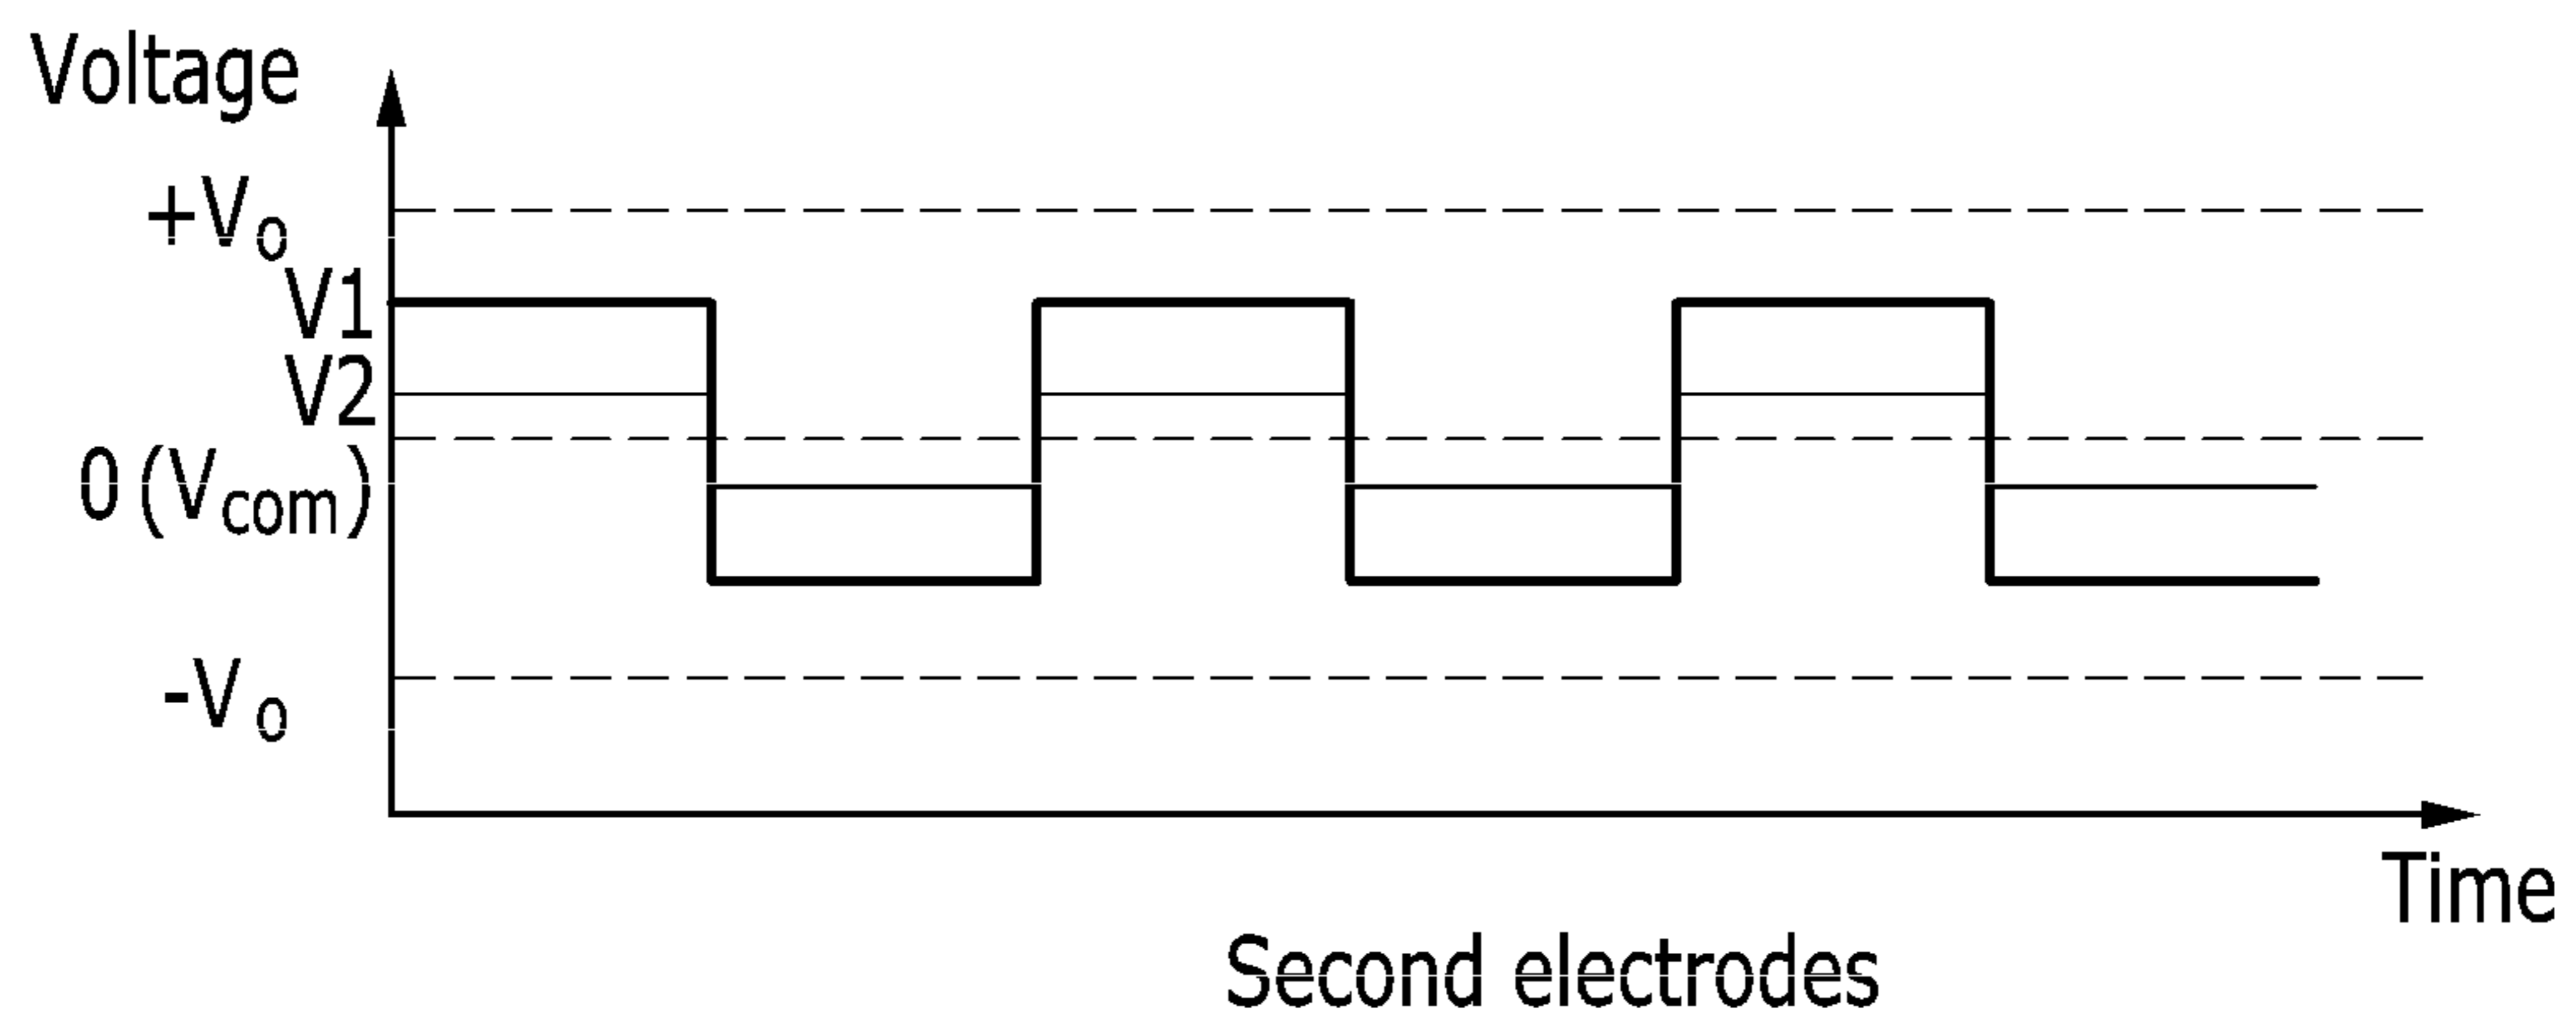 Voltage
+Vo
V1
V2
0 (Vcom)
-Vo
Time
Second electrodes